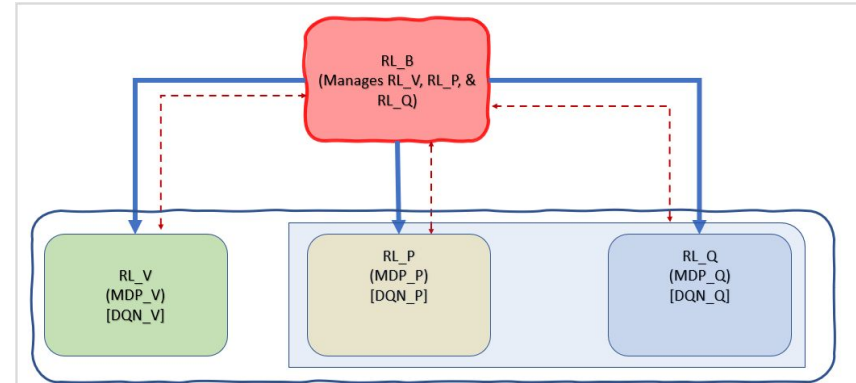 RL_B
(Manages RL_V, RL_P, &
RL_Q)
RL_V
(MDP_V)
[DQN_V]
RL_P
(MDP_P)
[DQN_P]
RL_Q
(MDP_Q)
[DQN_Q]